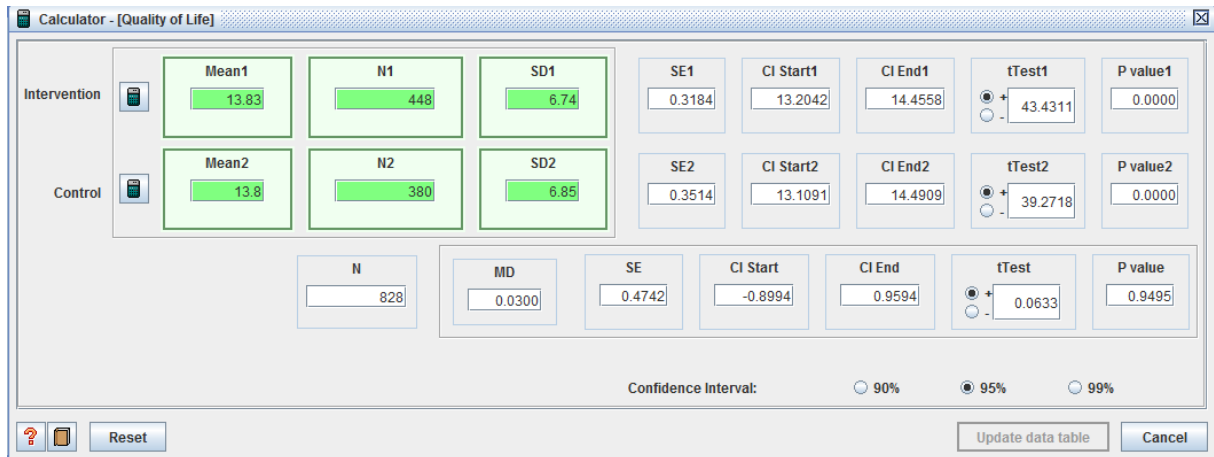 Calculator - [Quality of Life]
Mean1 N1 SD1 SE1 CI Start1 CI End1 tTest1 P value1
Intervention 13.83 448 6.74 0.3184 13.2042 14.4558 + - 43.4311 0.0000
Mean2 N2 SD2 SE2 CI Start2 CI End2 tTest2 P value2
Control 13.8 380 6.85 0.3514 13.1091 14.4909 + - 39.2718 0.0000
N MD SE CI Start CI End tTest P value
828 0.0300 0.4742 -0.8994 0.9594 + - 0.0633 0.9495
Confidence Interval: 90% 95% 99%
? Reset Update data table Cancel